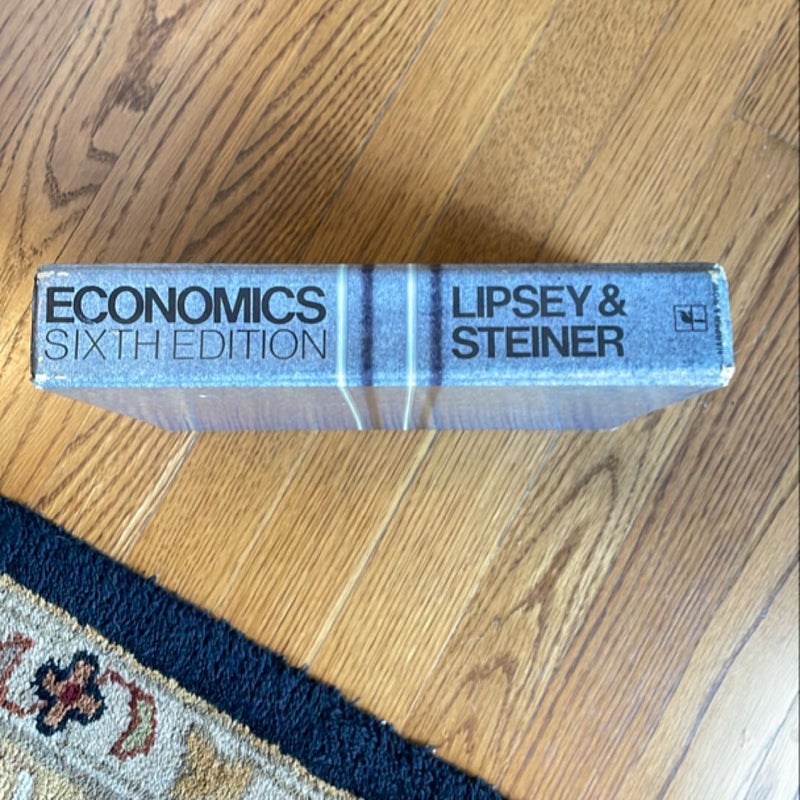 ECONOMICS
SIXTH EDITION
LIPSEY &
STEINER